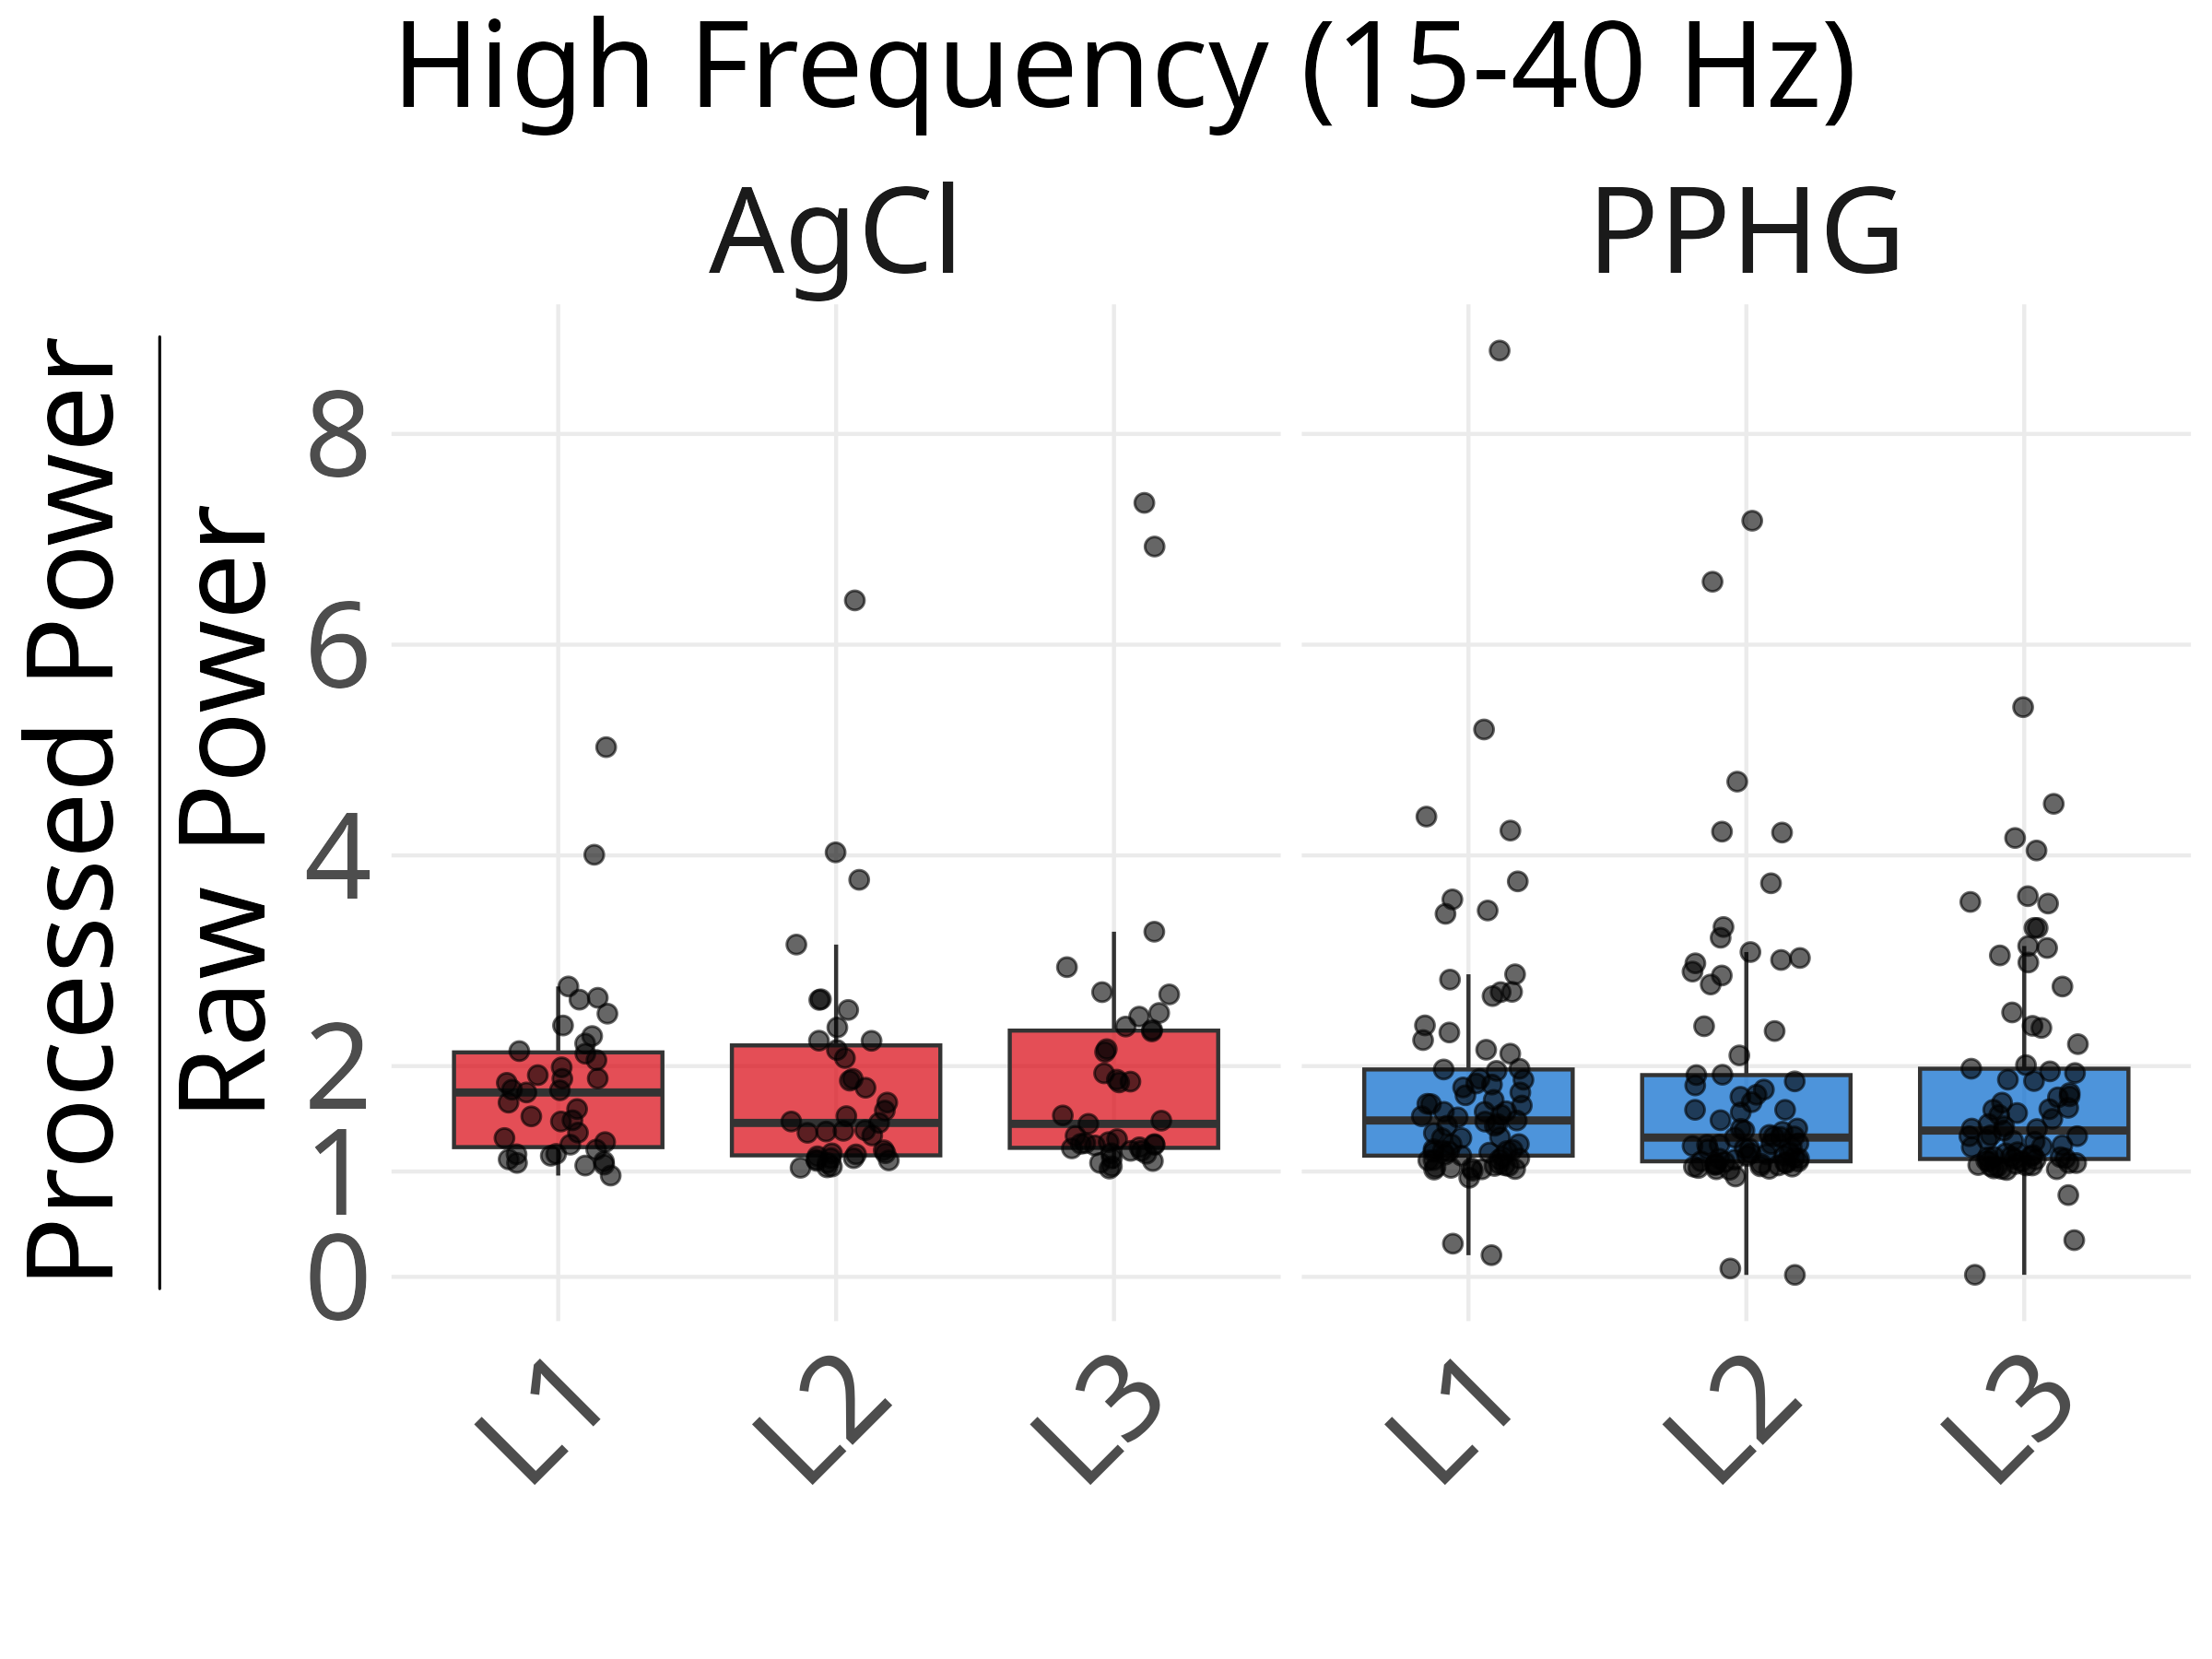 High Frequency (15-40 Hz)
AgCl
PPHG
Processed Power
Raw Power
8
6
4
2
1
0
L1
L2
L3
L1
L2
L3